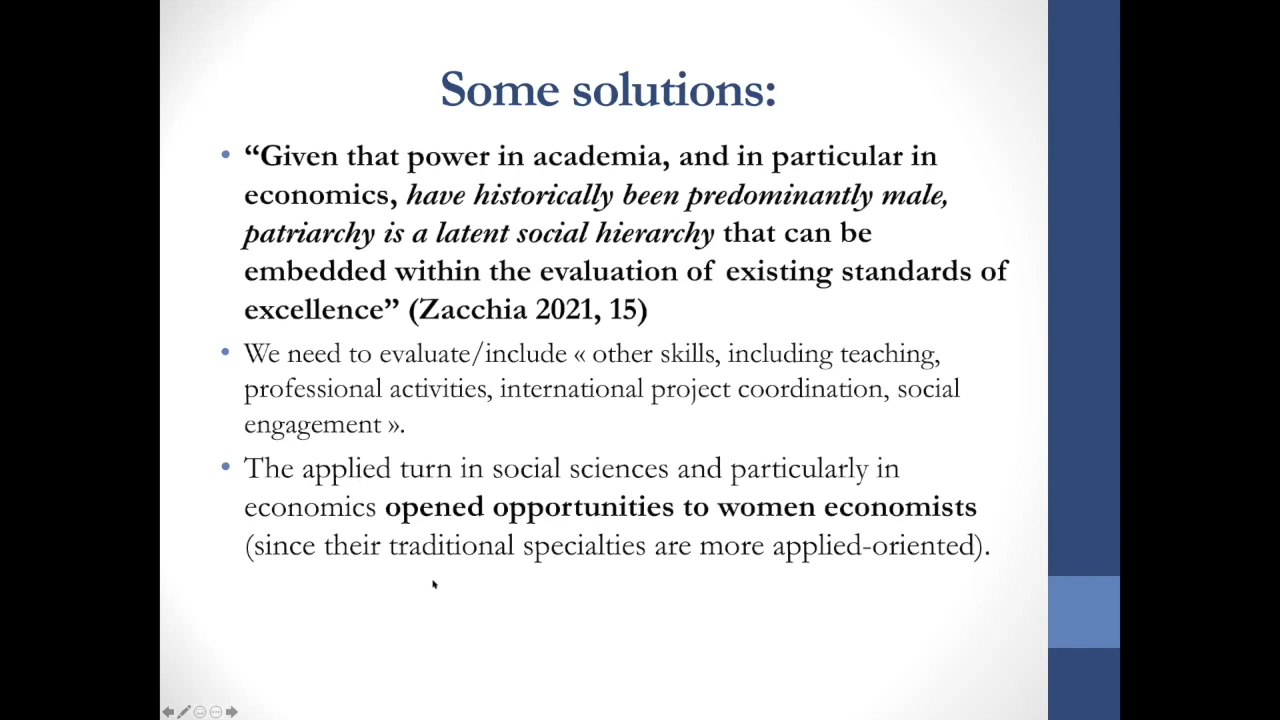 Some solutions:
• “Given that power in academia, and in particular in
economics, have historically been predominantly male,
patriarchy is a latent social hierarchy that can be
embedded within the evaluation of existing standards of
excellence” (Zacchia 2021, 15)
• We need to evaluate/include « other skills, including teaching,
professional activities, international project coordination, social
engagement ».
• The applied turn in social sciences and particularly in
economics opened opportunities to women economists
(since their traditional specialties are more applied-oriented).